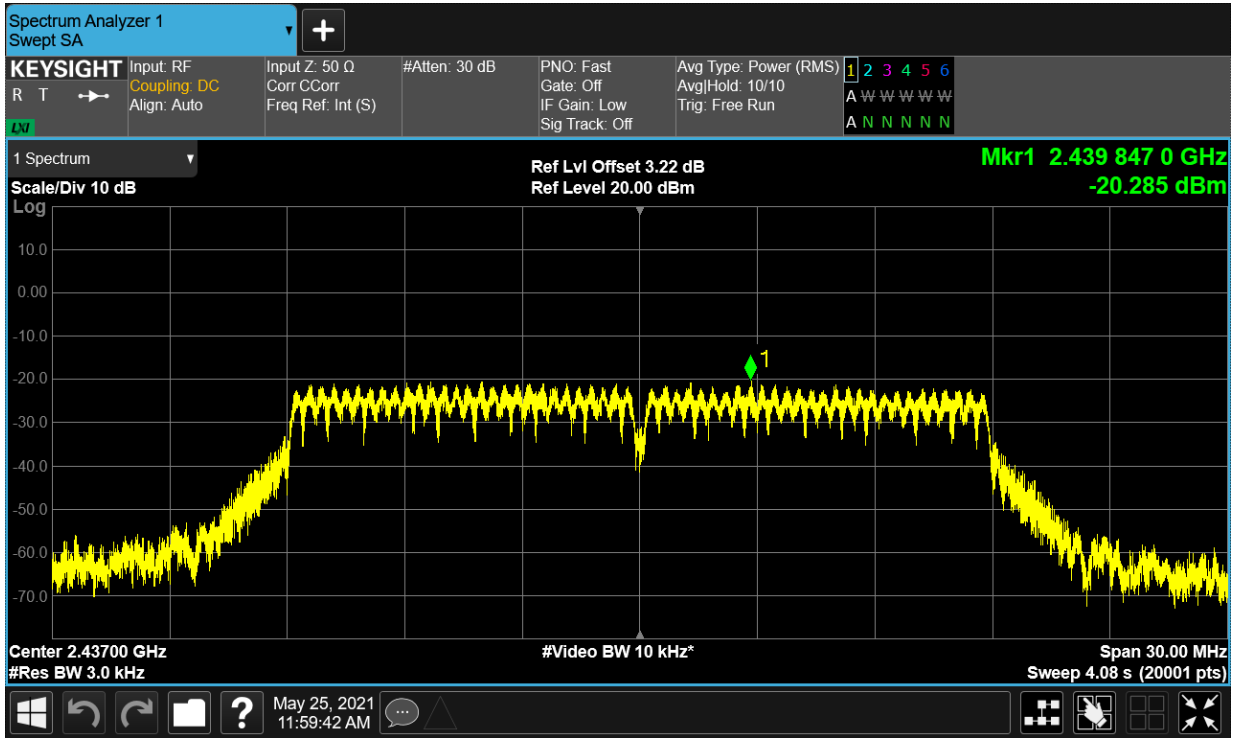 Spectrum Analyzer 1
Swept SA
▼
+
KEYSIGHT
R T
LXI
Input: RF
Coupling: DC
Align: Auto
Input Z: 50 Ω
Corr CCorr
Freq Ref: Int (S)
#Atten: 30 dB
PNO: Fast
Gate: Off
IF Gain: Low
Sig Track: Off
Avg Type: Power (RMS)
Avg|Hold: 10/10
Trig: Free Run
1 2 3 4 5 6
A W W W W W
A N N N N N
1 Spectrum ▼
Scale/Div 10 dB
Log
Ref Lvl Offset 3.22 dB
Ref Level 20.00 dBm
Mkr1 2.439 847 0 GHz
-20.285 dBm
10.0
0.00
-10.0
-20.0
-30.0
-40.0
-50.0
-60.0
-70.0
1
Center 2.43700 GHz
#Res BW 3.0 kHz
#Video BW 10 kHz*
Span 30.00 MHz
Sweep 4.08 s (20001 pts)
?
May 25, 2021
11:59:42 AM